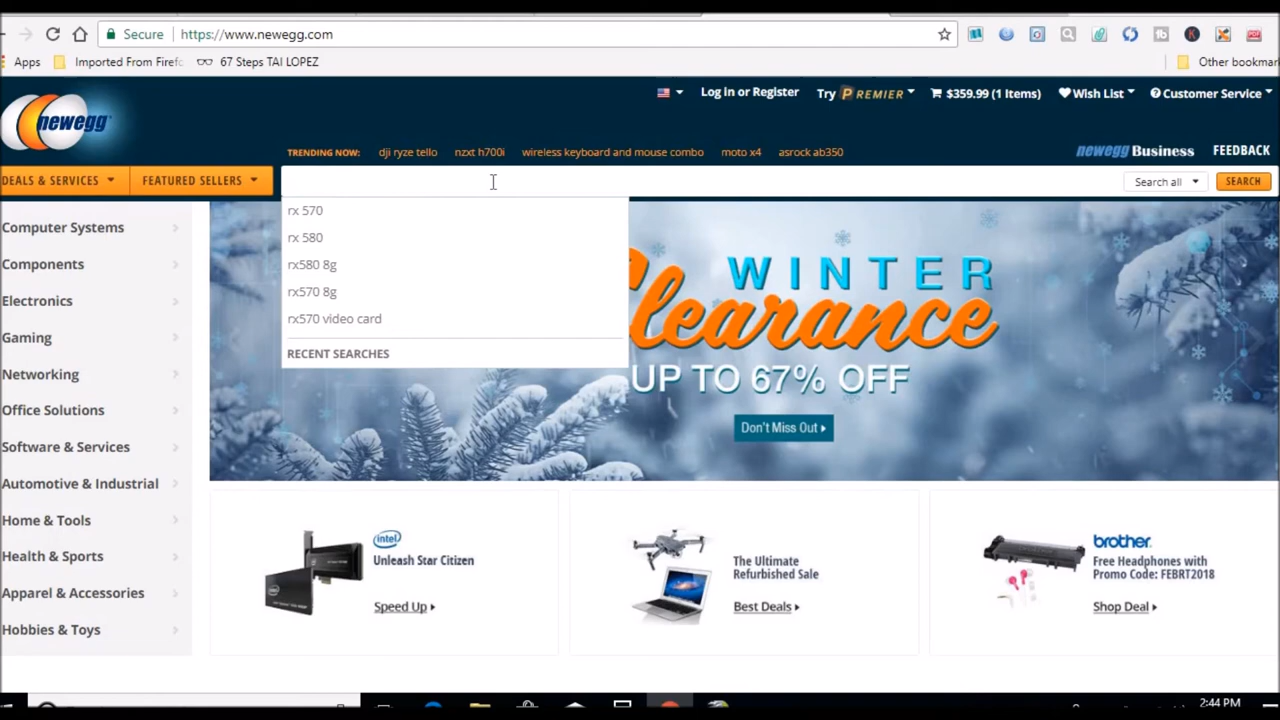 Secure
https://www.newegg.com
Apps
Imported From Firefo
67 Steps TAI LOPEZ
Other bookmar
newegg
Log in or Register
Try PREMIER
$359.99 (1 Items)
Wish List
Customer Service
TRENDING NOW:
dji ryze tello
nzxt h700i
wireless keyboard and mouse combo
moto x4
asrock ab350
newegg Business
FEEDBACK
DEALS & SERVICES
FEATURED SELLERS
Search all
SEARCH
rx 570
rx 580
rx580 8g
rx570 8g
rx570 video card
RECENT SEARCHES
Computer Systems
Components
Electronics
Gaming
Networking
Office Solutions
Software & Services
Automotive & Industrial
Home & Tools
Health & Sports
Apparel & Accessories
Hobbies & Toys
WINTER
Clearance
UP TO 67% OFF
Don't Miss Out
intel
Unleash Star Citizen
Speed Up
The Ultimate
Refurbished Sale
Best Deals
brother.
Free Headphones with
Promo Code: FEBRT2018
Shop Deal
2:44 PM